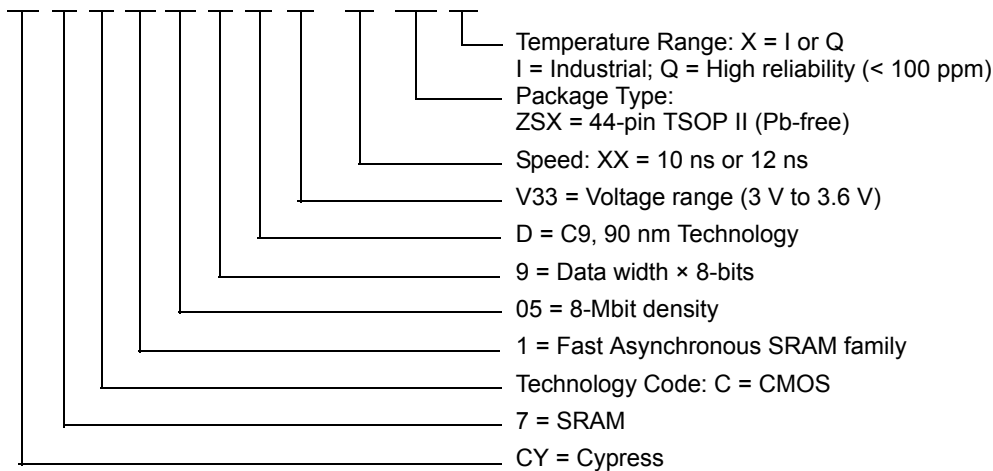 Temperature Range: X = I or Q
I = Industrial; Q = High reliability (< 100 ppm)
Package Type:
ZSX = 44-pin TSOP II (Pb-free)
Speed: XX = 10 ns or 12 ns
V33 = Voltage range (3 V to 3.6 V)
D = C9, 90 nm Technology
9 = Data width × 8-bits
05 = 8-Mbit density
1 = Fast Asynchronous SRAM family
Technology Code: C = CMOS
7 = SRAM
CY = Cypress